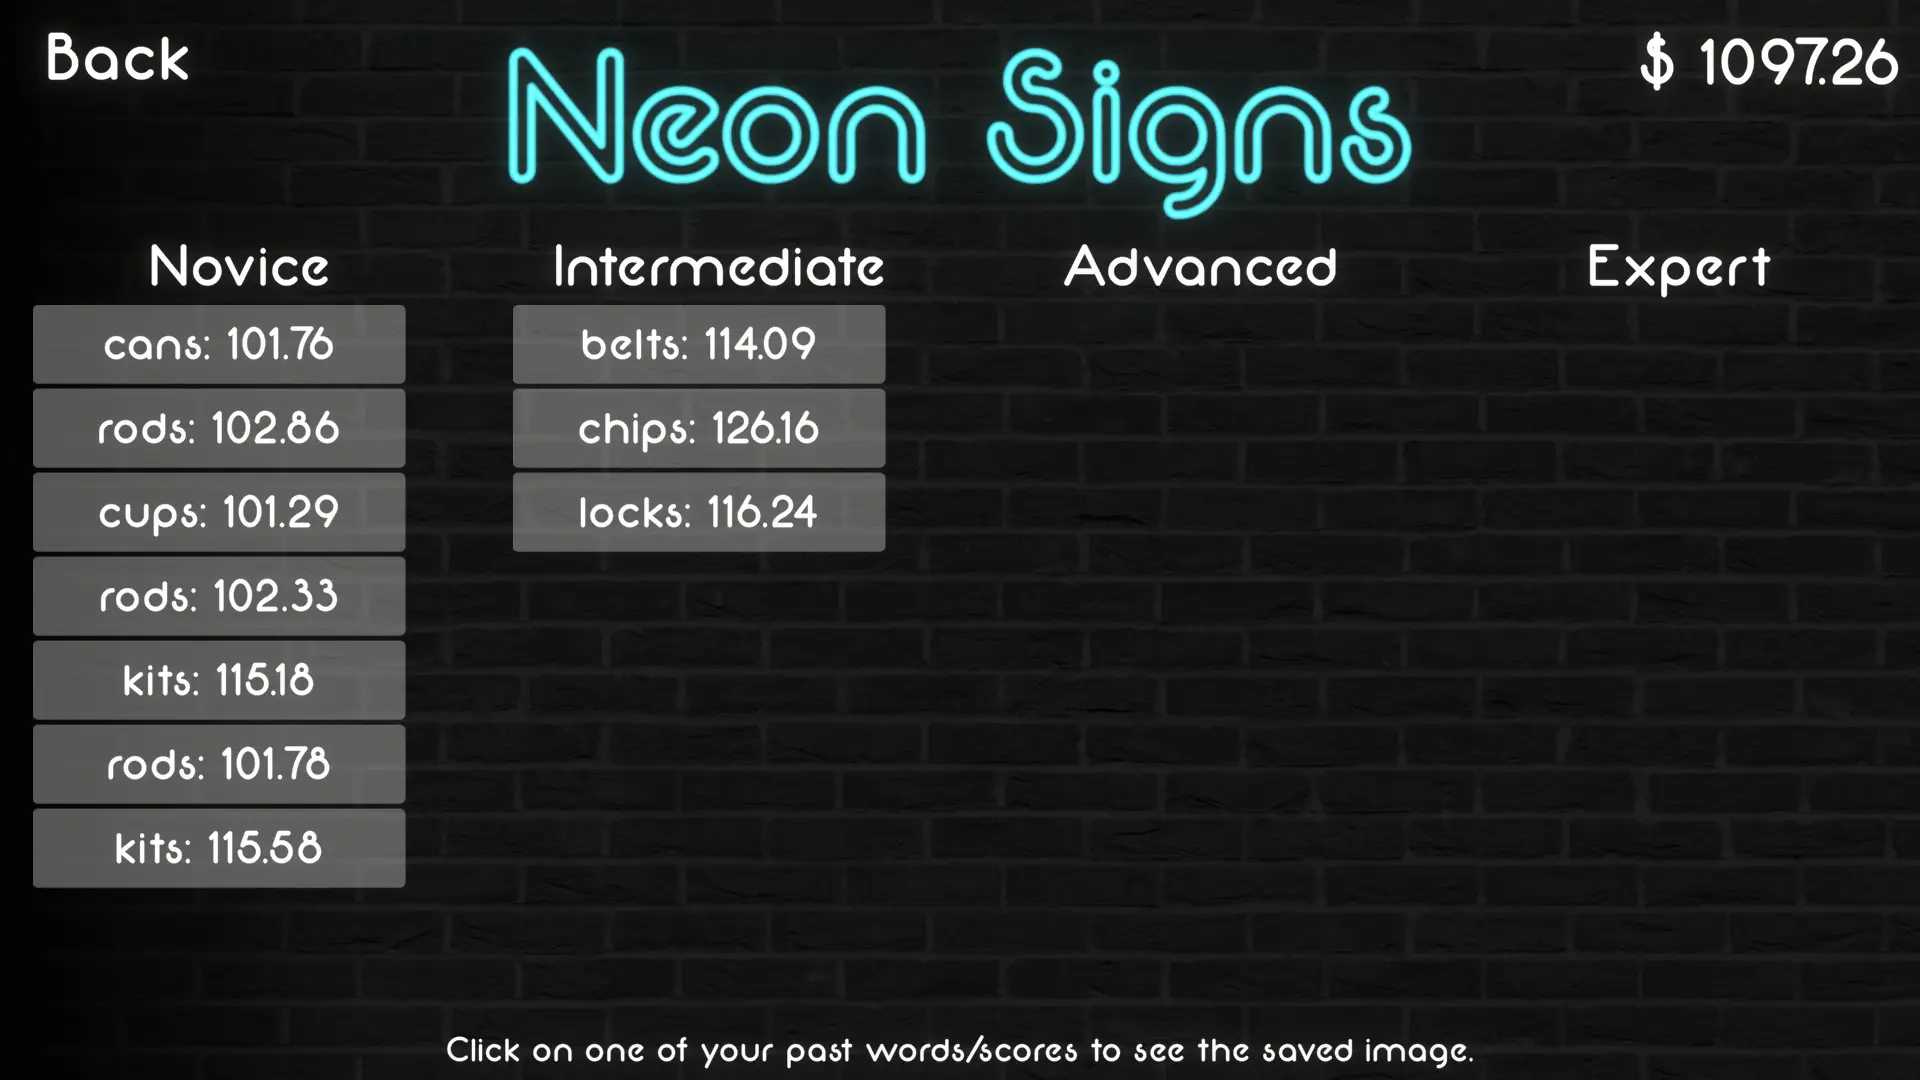 Back
Neon Signs
$ 1097.26
Novice
cans: 101.76
rods: 102.86
cups: 101.29
rods: 102.33
kits: 115.18
rods: 101.78
kits: 115.58
Intermediate
belts: 114.09
chips: 126.16
locks: 116.24
Advanced
Expert
Click on one of your past words/scores to see the saved image.